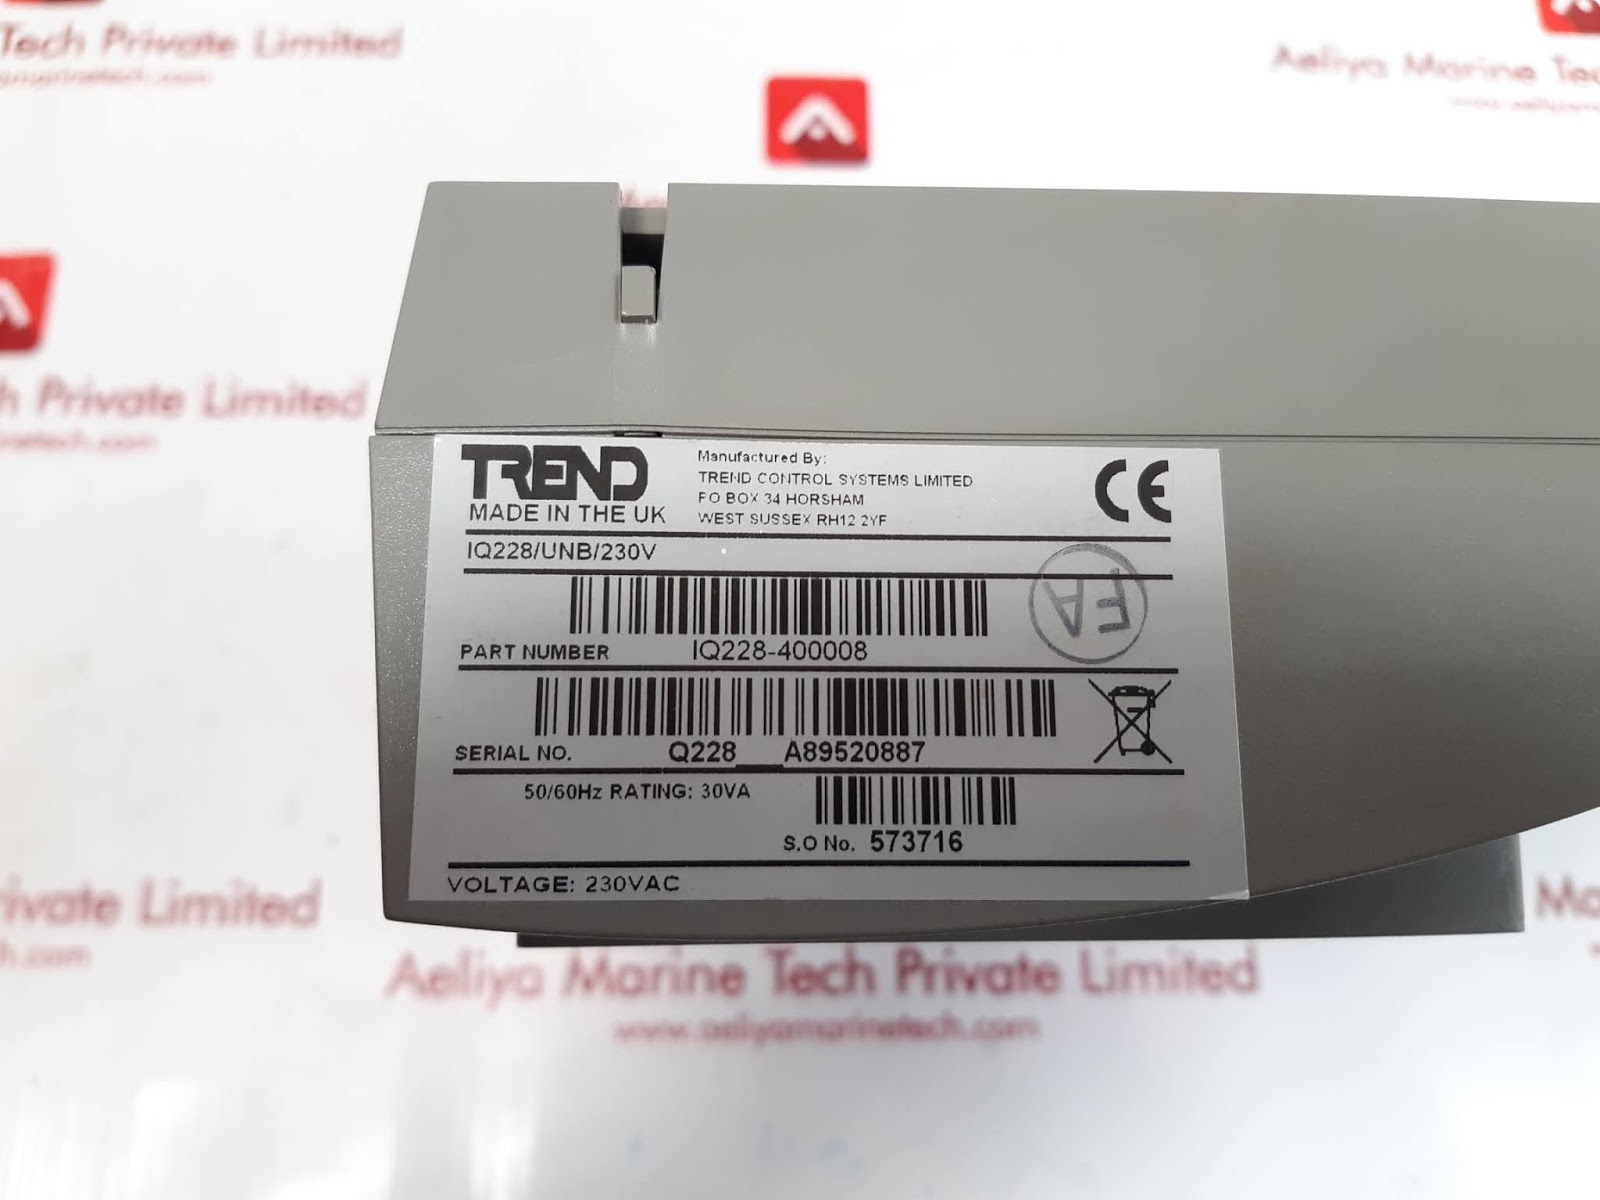 Tech Private Limited
Aeliya Marine Tec
h Private Limited
TREND
MADE IN THE UK
Manufactured By:
TREND CONTROL SYSTEMS LIMITED
PO BOX 34 HORSHAM
WEST SUSSEX RH12 2YF
CE
IQ228/UNB/230V
FA
PART NUMBER IQ228-400008
SERIAL NO. Q228___A89520887
50/60Hz RATING: 30VA
S.O No. 573716
VOLTAGE: 230VAC
rivate Limited
Aeliya Marine Tech Private Limited
www.aeliyamarinetech.com